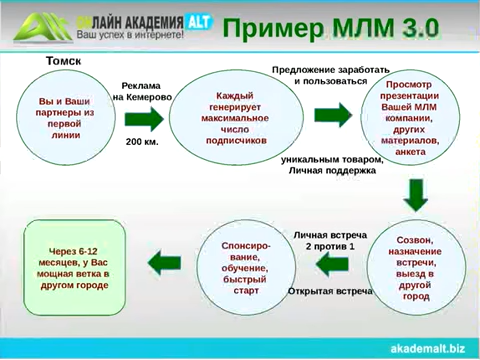 ОНЛАЙН АКАДЕМИЯ ALT
Ваш успех в интернете!
Пример МЛМ 3.0
Томск
Вы и Ваши
партнеры из
первой
линии
Реклама
на Кемерово
200 км.
Каждый
генерирует
максимальное
число
подписчиков
Предложение заработать
и пользоваться
уникальным товаром,
Личная поддержка
Просмотр
презентации
Вашей МЛМ
компании,
других
материалов,
анкета
Созвон,
назначение
встречи,
выезд в
другой
город
Личная встреча
2 против 1
Открытая встреча
Спонсиро-
вание,
обучение,
быстрый
старт
Через 6-12
месяцев, у Вас
мощная ветка в
другом городе
akademalt.biz